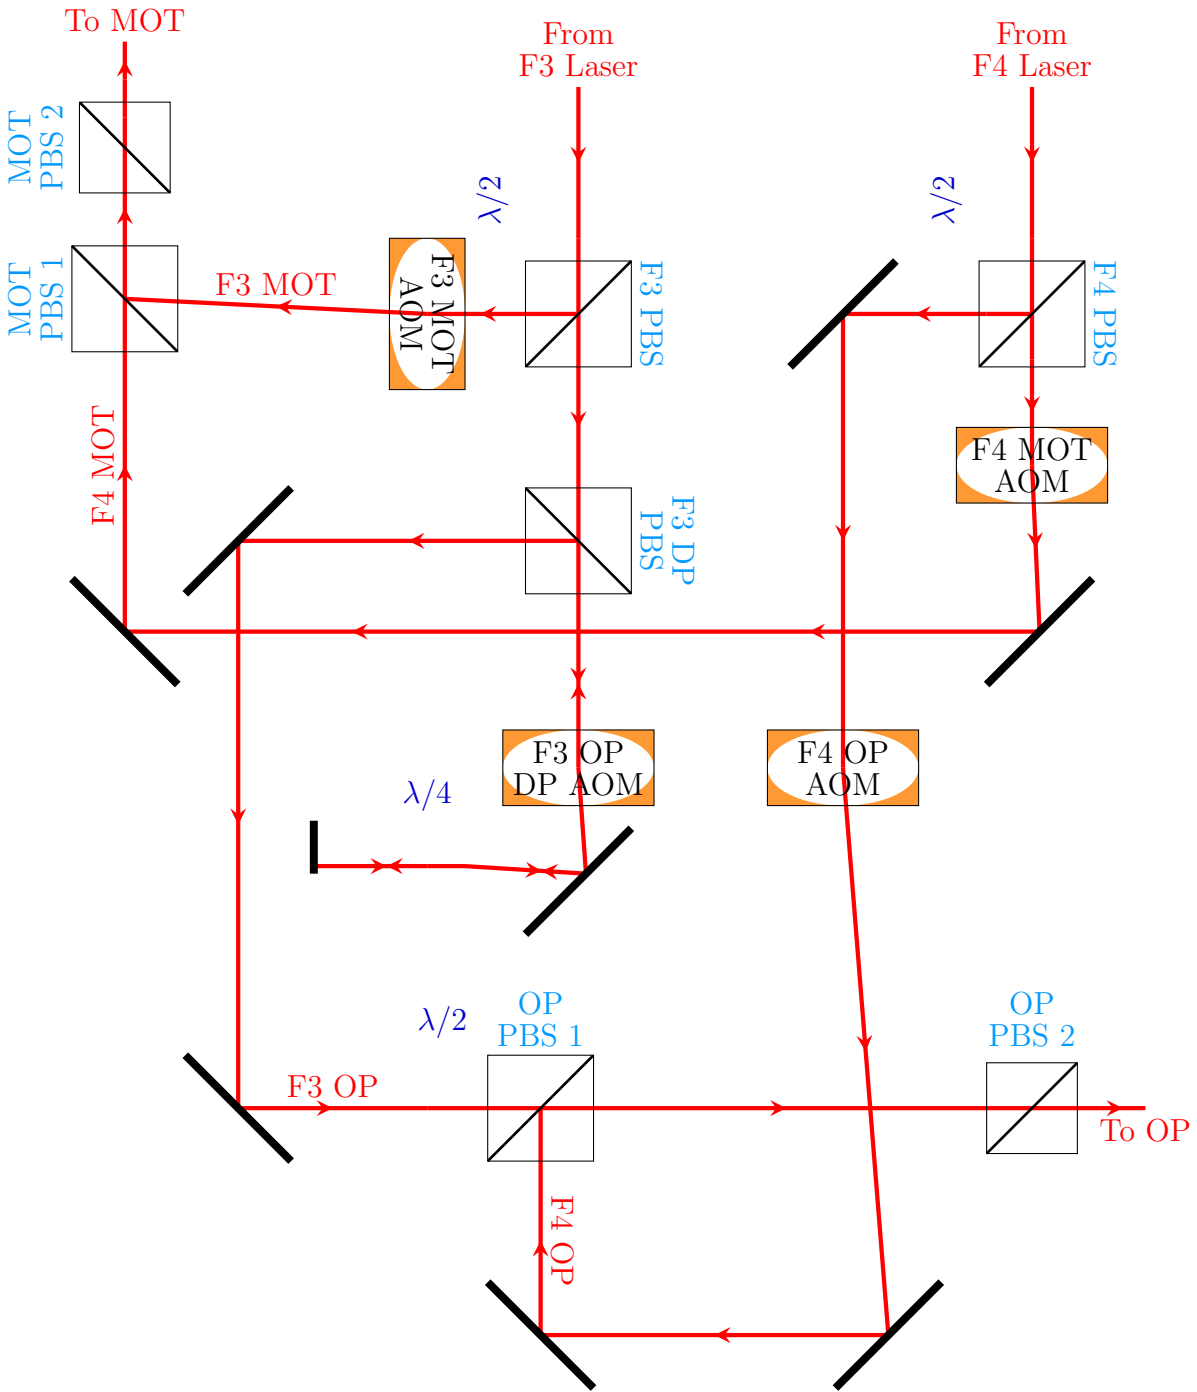 To MOT
From
F3 Laser
From
F4 Laser
MOT
PBS 2
λ/2
λ/2
MOT
PBS 1
F3 MOT
F3 MOT
AOM
F3 PBS
F4 PBS
F4 MOT
F4 MOT
AOM
F3 DP
PBS
F3 OP
DP AOM
F4 OP
AOM
λ/4
λ/2
OP
PBS 1
OP
PBS 2
F3 OP
To OP
F4 OP